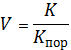 V = K / Kпор